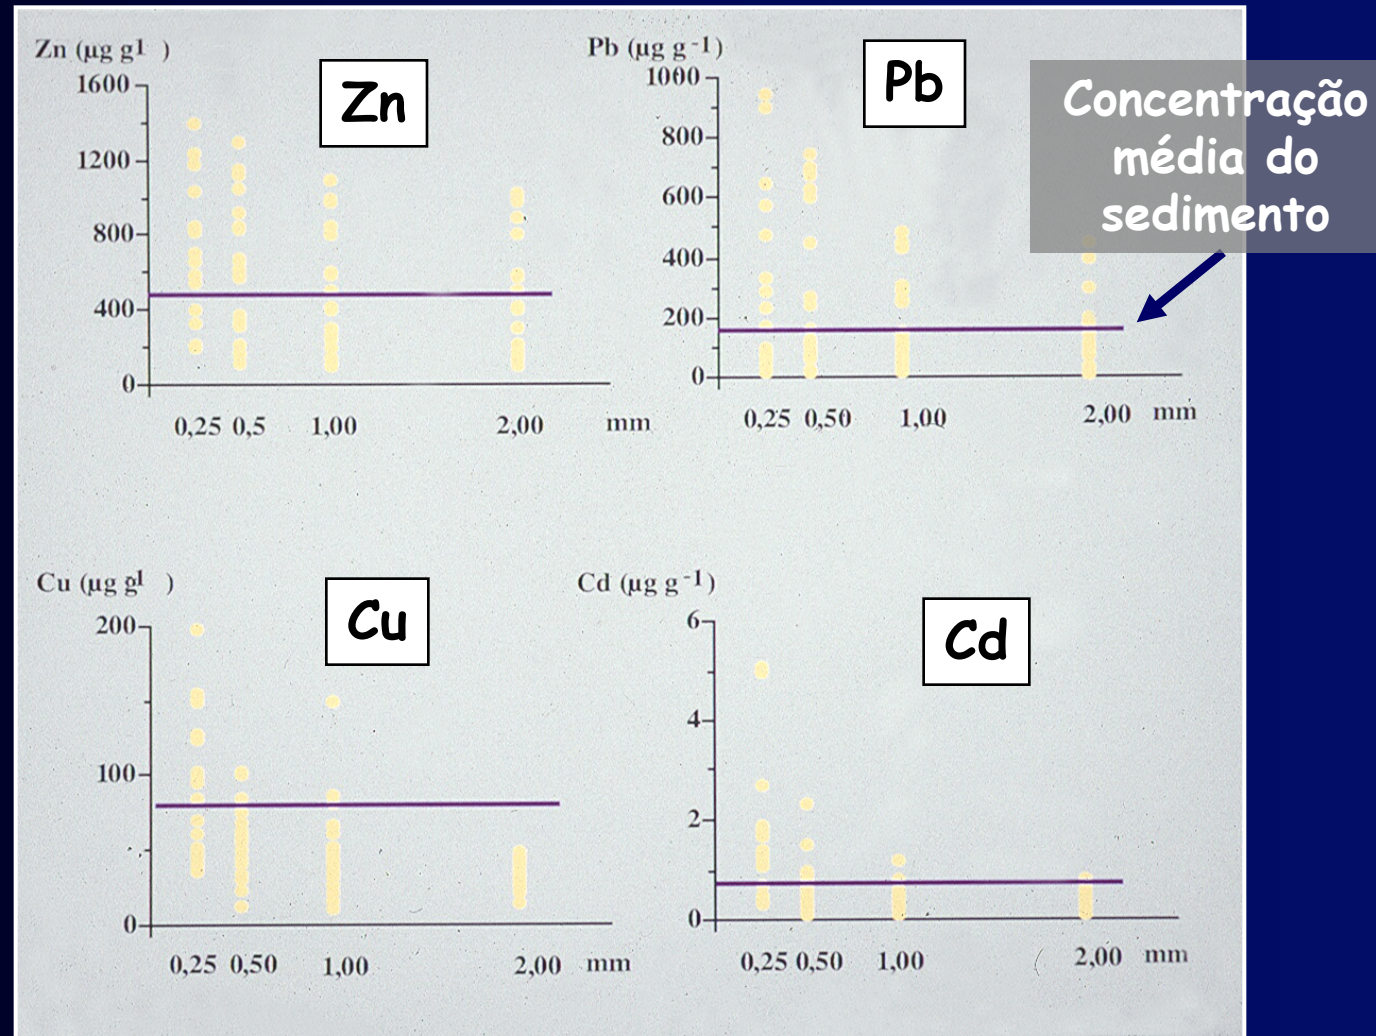 Zn (µg g1 )
1600
1200
800
400
0
0,25 0,5 1,00 2,00 mm
Zn
Pb (µg g-1)
1000
800
600
400
200
0
0,25 0,50 1,00 2,00 mm
Pb
Concentração
média do
sedimento
Cu (µg g1 )
200
100
0
0,25 0,50 1,00 2,00 mm
Cu
Cd (µg g-1)
6
4
2
0
0,25 0,50 1,00 2,00 mm
Cd